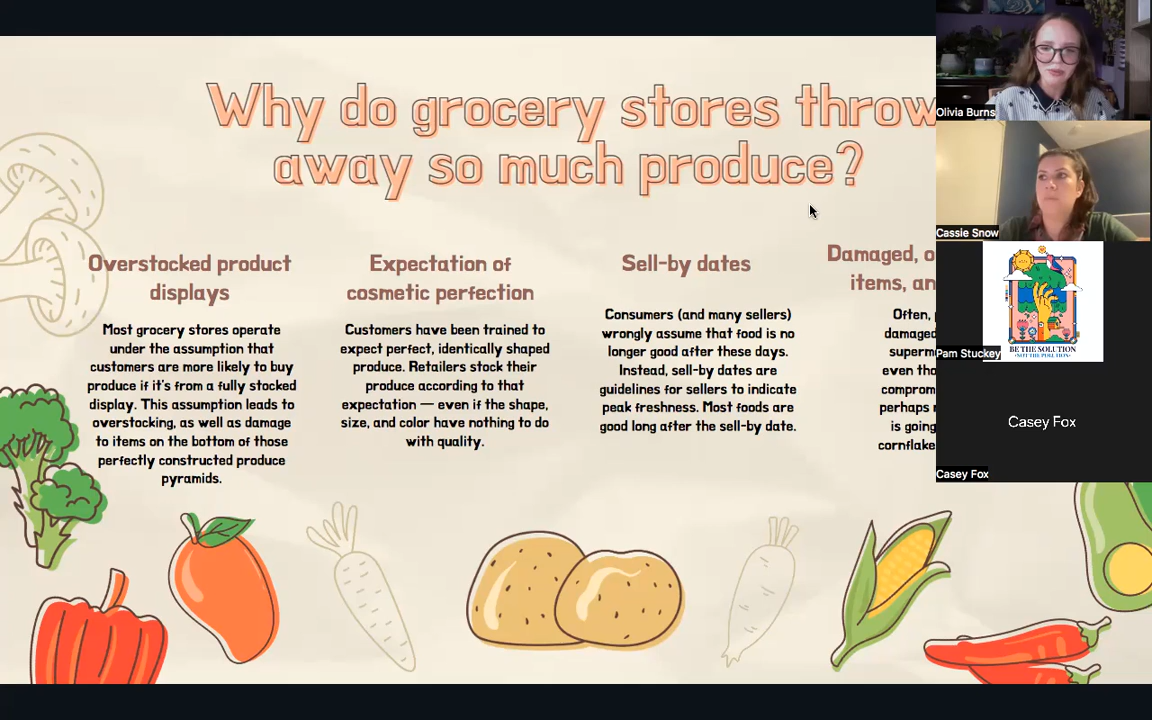 Why do grocery stores throw
away so much produce?
Overstocked product
displays
Most grocery stores operate
under the assumption that
customers are more likely to buy
produce if it's from a fully stocked
display. This assumption leads to
overstocking, as well as damage
to items on the bottom of those
perfectly constructed produce
pyramids.
Expectation of
cosmetic perfection
Customers have been trained to
expect perfect, identically shaped
produce. Retailers stock their
produce according to that
expectation — even if the shape,
size, and color have nothing to do
with quality.
Sell-by dates
Consumers (and many sellers)
wrongly assume that food is no
longer good after these days.
Instead, sell-by dates are
guidelines for sellers to indicate
peak freshness. Most foods are
good long after the sell-by date.
Damaged,
items,
Often,
damaged
even
perhaps
is going
Olivia Burns
Cassie Snow
BE THE SOLUTION
Pam Stuckey
Casey Fox
Casey Fox